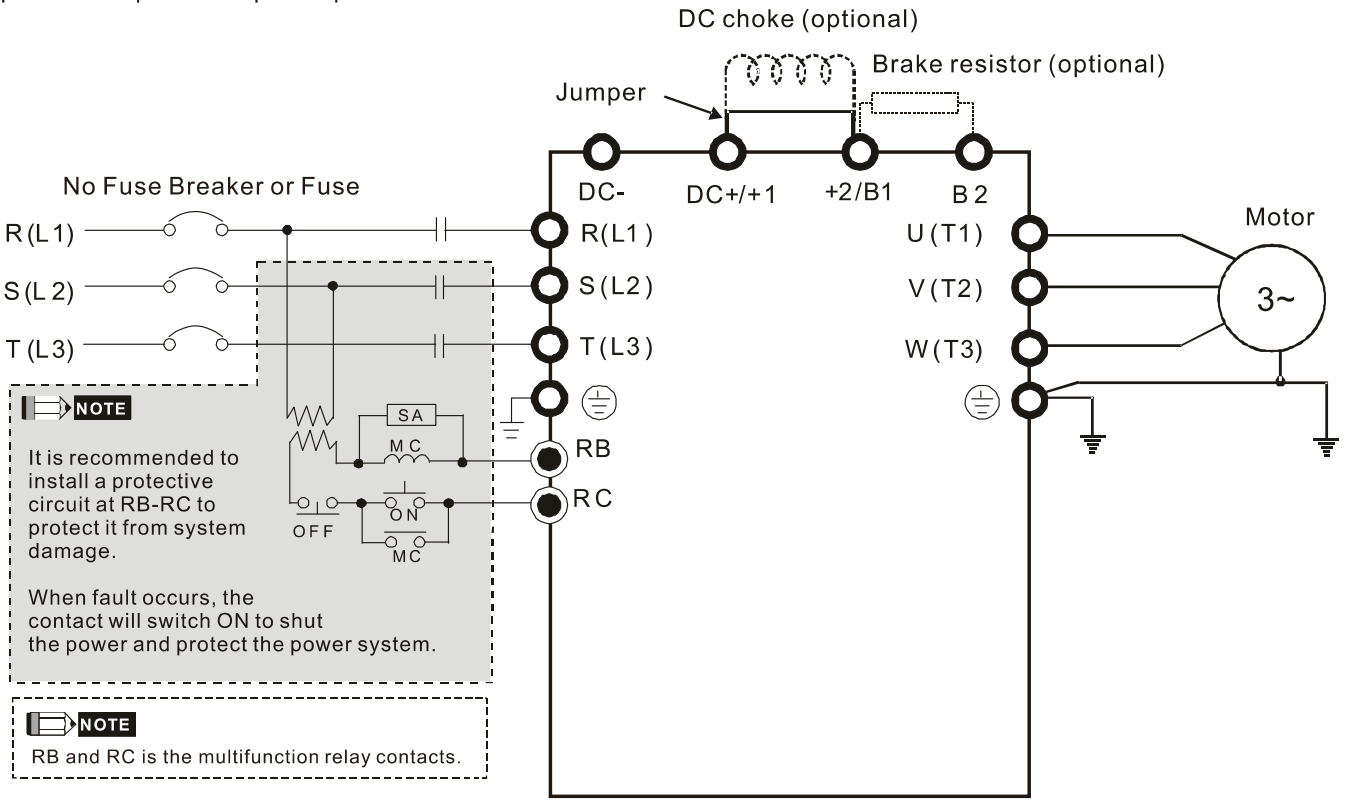 DC choke (optional)
Brake resistor (optional)
Jumper
No Fuse Breaker or Fuse
DC-
DC+/+1
+2/B1
B2
R(L1)
R(L1)
U(T1)
Motor
S(L2)
S(L2)
V(T2)
3~
T(L3)
T(L3)
W(T3)
NOTE
It is recommended to
install a protective
circuit at RB-RC to
protect it from system
damage.
When fault occurs, the
contact will switch ON to shut
the power and protect the power system.
SA
MC
RB
RC
ON
OFF
MC
NOTE
RB and RC is the multifunction relay contacts.